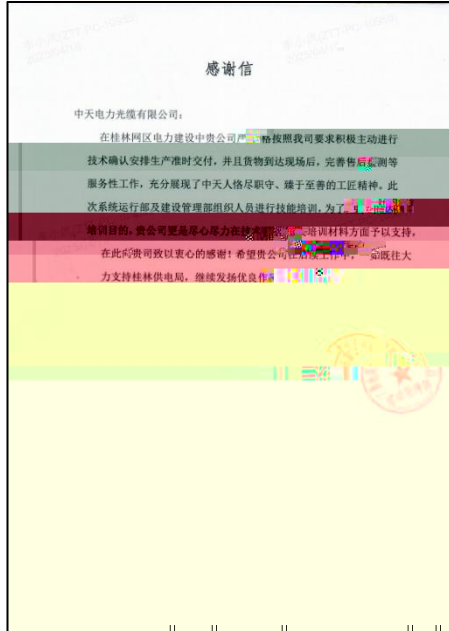 感谢信
中天电力光缆有限公司：
在桂林网区电力建设中贵公司严格按照我司要求积极主动进行
技术确认安排生产准时交付，并且货物到达现场后，完善售后监测等
服务性工作，充分展现了中天人恪尽职守、臻于至善的工匠精神。此
次系统运行部及建设管理部组织人员进行技能培训，为了
培训目的，贵公司更是尽心尽力在技术 培训材料方面予以支持，
在此向贵司致以衷心的感谢！希望贵公司在后续工作中，一如既往大
力支持桂林供电局，继续发扬优良作